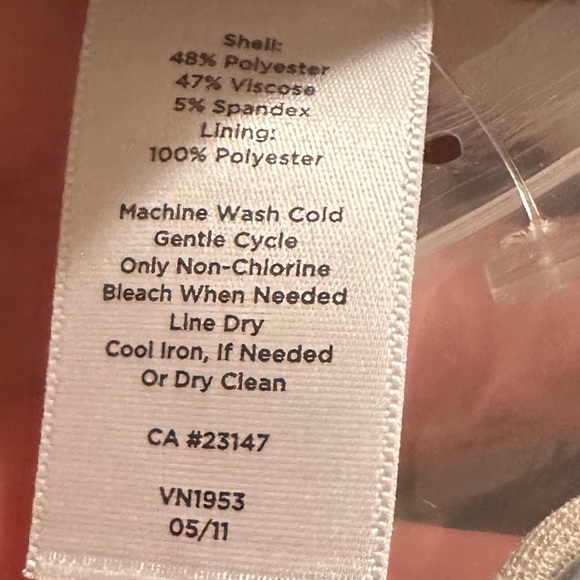 Shell:
48% Polyester
47% Viscose
5% Spandex
Lining:
100% Polyester
Machine Wash Cold
Gentle Cycle
Only Non-Chlorine
Bleach When Needed
Line Dry
Cool Iron, If Needed
Or Dry Clean
CA #23147
VN1953
05/11